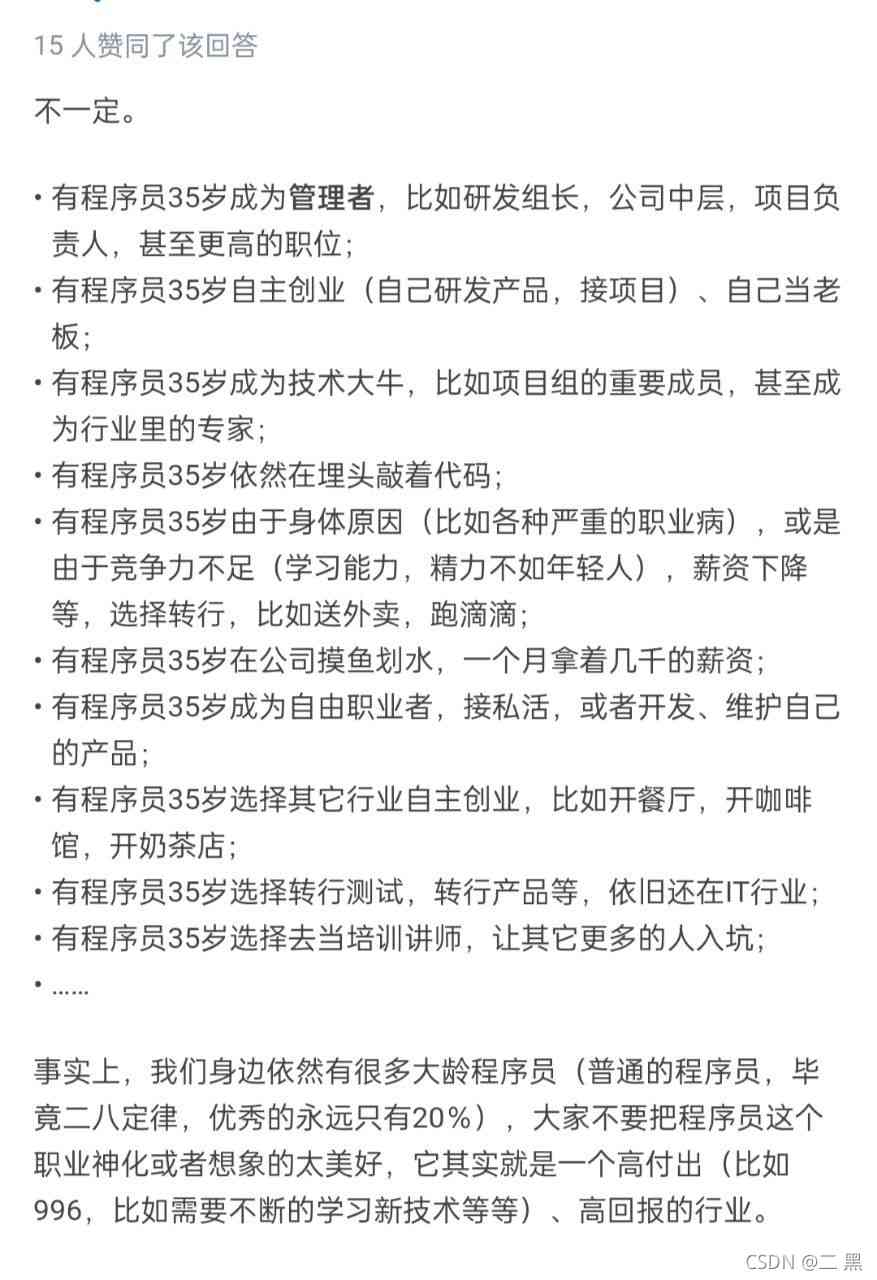 15 人赞同了该回答
不一定。
• 有程序员35岁成为管理者，比如研发组长，公司中层，项目负
责人，甚至更高的职位；
• 有程序员35岁自主创业（自己研发产品，接项目）、自己当老
板；
• 有程序员35岁成为技术大牛，比如项目组的重要成员，甚至成
为行业里的专家；
• 有程序员35岁依然在埋头敲着代码；
• 有程序员35岁由于身体原因（比如各种严重的职业病），或是
由于竞争力不足（学习能力，精力不如年轻人），薪资下降
等，选择转行，比如送外卖，跑滴滴；
• 有程序员35岁在公司摸鱼划水，一个月拿着几千的薪资；
• 有程序员35岁成为自由职业者，接私活，或者开发、维护自己
的产品；
• 有程序员35岁选择其它行业自主创业，比如开餐厅，开咖啡
馆，开奶茶店；
• 有程序员35岁选择转行测试，转行产品等，依旧还在IT行业；
• 有程序员35岁选择去当培训讲师，让其它更多的人入坑；
• ……
事实上，我们身边依然有很多大龄程序员（普通的程序员，毕
竟二八定律，优秀的永远只有20%），大家不要把程序员这个
职业神化或者想象的太美好，它其实就是一个高付出（比如
996，比如需要不断的学习新技术等等）、高回报的行业。
CSDN @二 黑